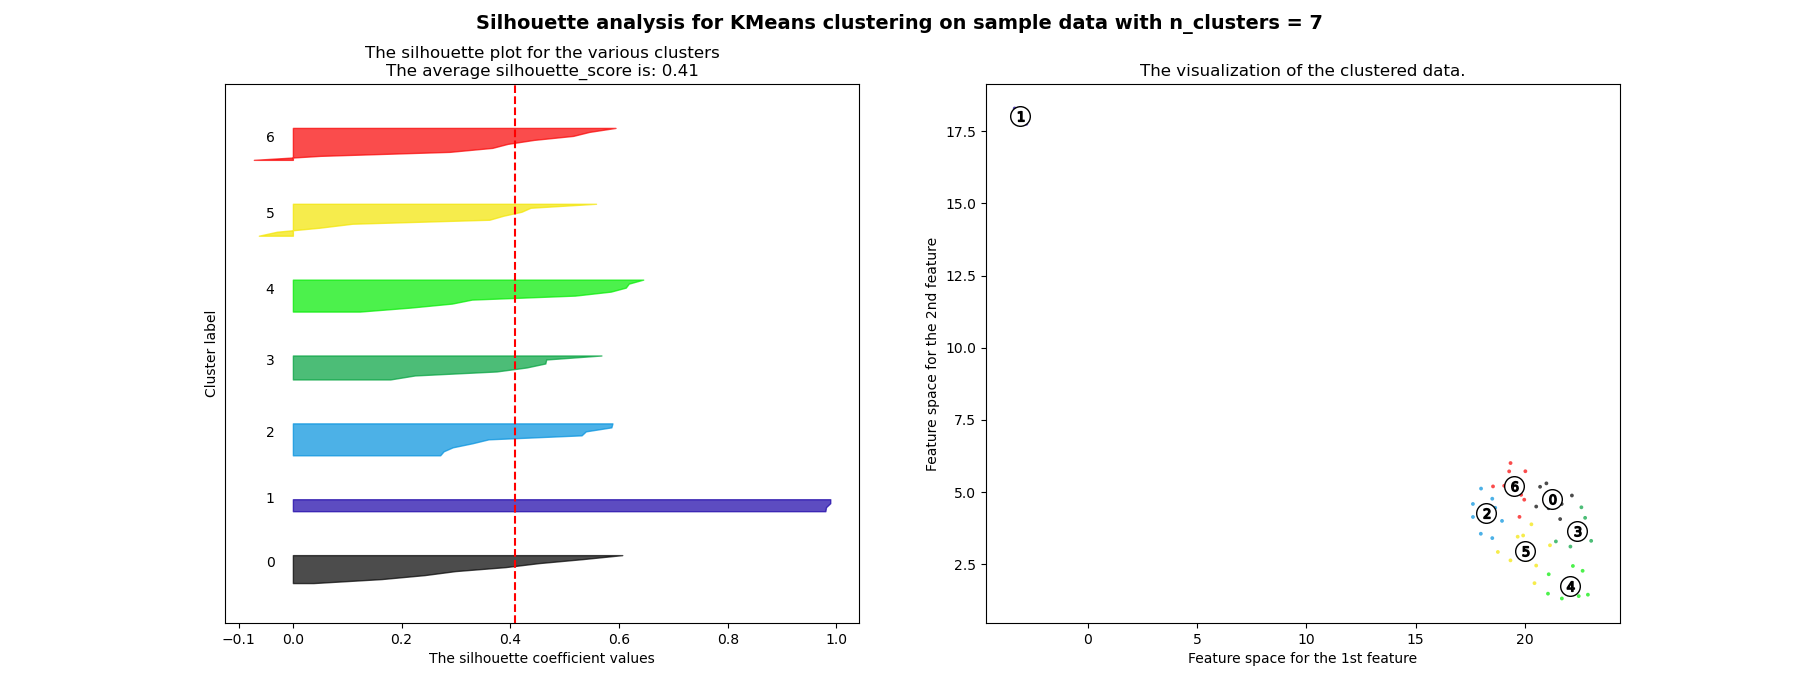 Silhouette analysis for KMeans clustering on sample data with n_clusters = 7
The silhouette plot for the various clusters
The average silhouette_score is: 0.41
6
5
4
3
2
1
0
Cluster label
−0.1 0.0 0.2 0.4 0.6 0.8 1.0
The silhouette coefficient values
The visualization of the clustered data.
17.5
15.0
12.5
10.0
7.5
5.0
2.5
Feature space for the 2nd feature
1
6
0
2
3
5
4
0 5 10 15 20
Feature space for the 1st feature